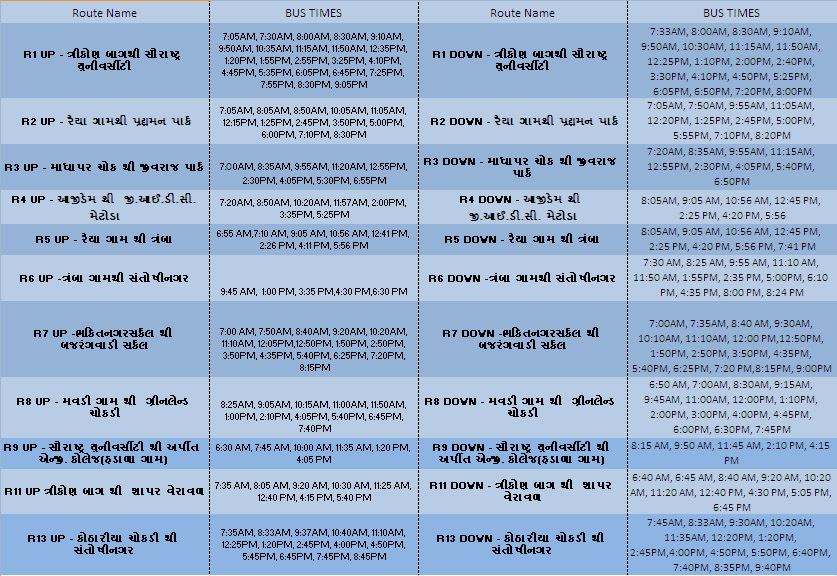 Route Name BUS TIMES Route Name BUS TIMES
R1 UP - ત્રીકોણ બાગથી સૌરાષ્ટ્ર
યુનીવર્સીટી
7:05AM, 7:30AM, 8:00AM, 8:30AM, 9:10AM,
9:50AM, 10:35AM, 11:15AM, 11:50AM, 12:35PM,
1:20PM, 1:55PM, 2:55PM, 3:25PM, 4:10PM,
4:45PM, 5:35PM, 6:05PM, 6:45PM, 7:25PM,
7:55PM, 8:30PM, 9:05PM
R1 DOWN - ત્રીકોણ બાગથી સૌરાષ્ટ્ર
યુનીવર્સીટી
7:33AM, 8:00AM, 8:30AM, 9:10AM,
9:50AM, 10:30AM, 11:15AM, 11:50AM,
12:25PM, 1:10PM, 2:00PM, 2:40PM,
3:30PM, 4:10PM, 4:50PM, 5:25PM,
6:05PM, 6:50PM, 7:20PM, 8:00PM
R2 UP - રૈયા ગામથી પ્રદ્યમન પાર્ક
7:05AM, 8:05AM, 8:50AM, 10:05AM, 11:05AM,
12:15PM, 1:25PM, 2:45PM, 3:50PM, 5:00PM,
6:00PM, 7:10PM, 8:30PM
R2 DOWN - રૈયા ગામથી પ્રદ્યમન પાર્ક
7:05AM, 7:50AM, 9:55AM, 11:05AM,
12:20PM, 1:25PM, 2:45PM, 5:00PM,
5:55PM, 7:10PM, 8:20PM
R3 UP - માધાપર ચોક થી જીવરાજ પાર્ક
7:00AM, 8:35AM, 9:55AM, 11:20AM, 12:55PM,
2:30PM, 4:05PM, 5:30PM, 6:55PM
R3 DOWN - માધાપર ચોક થી જીવરાજ
પાર્ક
7:20AM, 8:35AM, 9:55AM, 11:15AM,
12:55PM, 2:30PM, 4:05PM, 5:40PM,
6:50PM
R4 UP - આજીડેમ થી જી.આઈ.ડી.સી.
મેટોડા
7:20AM, 8:50AM, 10:20AM, 11:57AM, 2:00PM,
3:35PM, 5:25PM
R4 DOWN - આજીડેમ થી
જી.આઈ.ડી.સી. મેટોડા
8:05AM, 9:05 AM, 10:56 AM, 12:45 PM,
2:25 PM, 4:20 PM, 5:56
R5 UP - રૈયા ગામ થી ત્રંબા
6:55 AM,7:10 AM, 9:05 AM, 10:56 AM, 12:41 PM,
2:26 PM, 4:11 PM, 5:56 PM
R5 DOWN - રૈયા ગામ થી ત્રંબા
8:05AM, 9:05 AM, 10:56 AM, 12:45 PM,
2:25 PM, 4:20 PM, 5:56 PM, 7:41 PM
R6 UP -ત્રંબા ગામથી સંતોષીનગર
9:45 AM, 1:00 PM, 3:35 PM,4:30 PM,6:30 PM
R6 DOWN -ત્રંબા ગામથી સંતોષીનગર
7:30 AM, 8:25 AM, 9:55 AM, 11:10 AM,
11:50 AM, 1:55PM, 2:35 PM, 5:00PM, 6:10
PM, 4:35 PM, 8:00 PM, 8:24 PM
R7 UP -ભકિતનગરસર્કલ થી
બજરંગવાડી સર્કલ
7:00 AM, 7:50AM, 8:40AM, 9:20AM, 10:20AM,
11:10AM, 12:05PM,12:50PM, 1:50PM, 2:50PM,
3:50PM, 4:35PM, 5:40PM, 6:25PM, 7:20PM,
8:15PM
R7 DOWN -ભકિતનગરસર્કલ થી
બજરંગવાડી સર્કલ
7:00AM, 7:35AM, 8:40 AM, 9:30AM,
10:10AM, 11:10AM, 12:00 PM,12:50PM,
1:50PM, 2:50PM, 3:50PM, 4:35PM,
5:40PM, 6:25PM, 7:20 PM,8:15PM, 9:00PM
R8 UP - મવડી ગામ થી ગ્રીનલેન્ડ
ચોકડી
8:25AM, 9:05AM, 10:15AM, 11:00AM, 11:50AM,
1:00PM, 2:10PM, 4:05PM, 5:40PM, 6:45PM,
7:40PM
R8 DOWN - મવડી ગામ થી ગ્રીનલેન્ડ
ચોકડી
6:50 AM, 7:00AM, 8:30AM, 9:15AM,
9:45AM, 11:00AM, 12:00PM, 1:10PM,
2:00PM, 3:00PM, 4:00PM, 4:45PM,
6:00PM, 6:30PM, 7:45PM
R9 UP - સૌરાષ્ટ્ર યુનીવર્સીટી થી અર્પીત
એન્જી. કોલેજ(હડાળા ગામ)
6:30 AM, 7:45 AM, 10:00 AM, 11:35 AM, 1:20 PM,
4:05 PM
R9 DOWN - સૌરાષ્ટ્ર યુનીવર્સીટી થી
અર્પીત એન્જી. કોલેજ(હડાળા ગામ)
8:15 AM, 9:50 AM, 11:45 AM, 2:10 PM, 4:15
PM
R11 UP ત્રીકોણ બાગ થી શાપર વેરાવળ
7:35 AM, 8:05 AM, 9:20 AM, 10:30 AM, 11:25 AM,
12:40 PM, 4:15 PM, 5:40 PM
R11 DOWN - ત્રીકોણ બાગ થી શાપર
વેરાવળ
6:40 AM, 6:45 AM, 8:40 AM, 9:20 AM, 10:20
AM, 11:20 AM, 12:40 PM, 4:30 PM, 5:05 PM,
6:45 PM
R13 UP - કોઠારીયા ચોકડી થી
સંતોષીનગર
7:35AM, 8:33AM, 9:37AM, 10:40AM, 11:10AM,
12:25PM, 1:20PM, 2:45PM, 4:00PM, 4:50PM,
5:45PM, 6:45PM, 7:45PM, 8:45PM
R13 DOWN - કોઠારીયા ચોકડી થી
સંતોષીનગર
7:45AM, 8:33AM, 9:30AM, 10:20AM,
11:35AM, 12:20PM, 1:20PM,
2:45PM,4:00PM, 4:50PM, 5:50PM, 6:40PM,
7:40PM, 8:35PM, 9:40PM